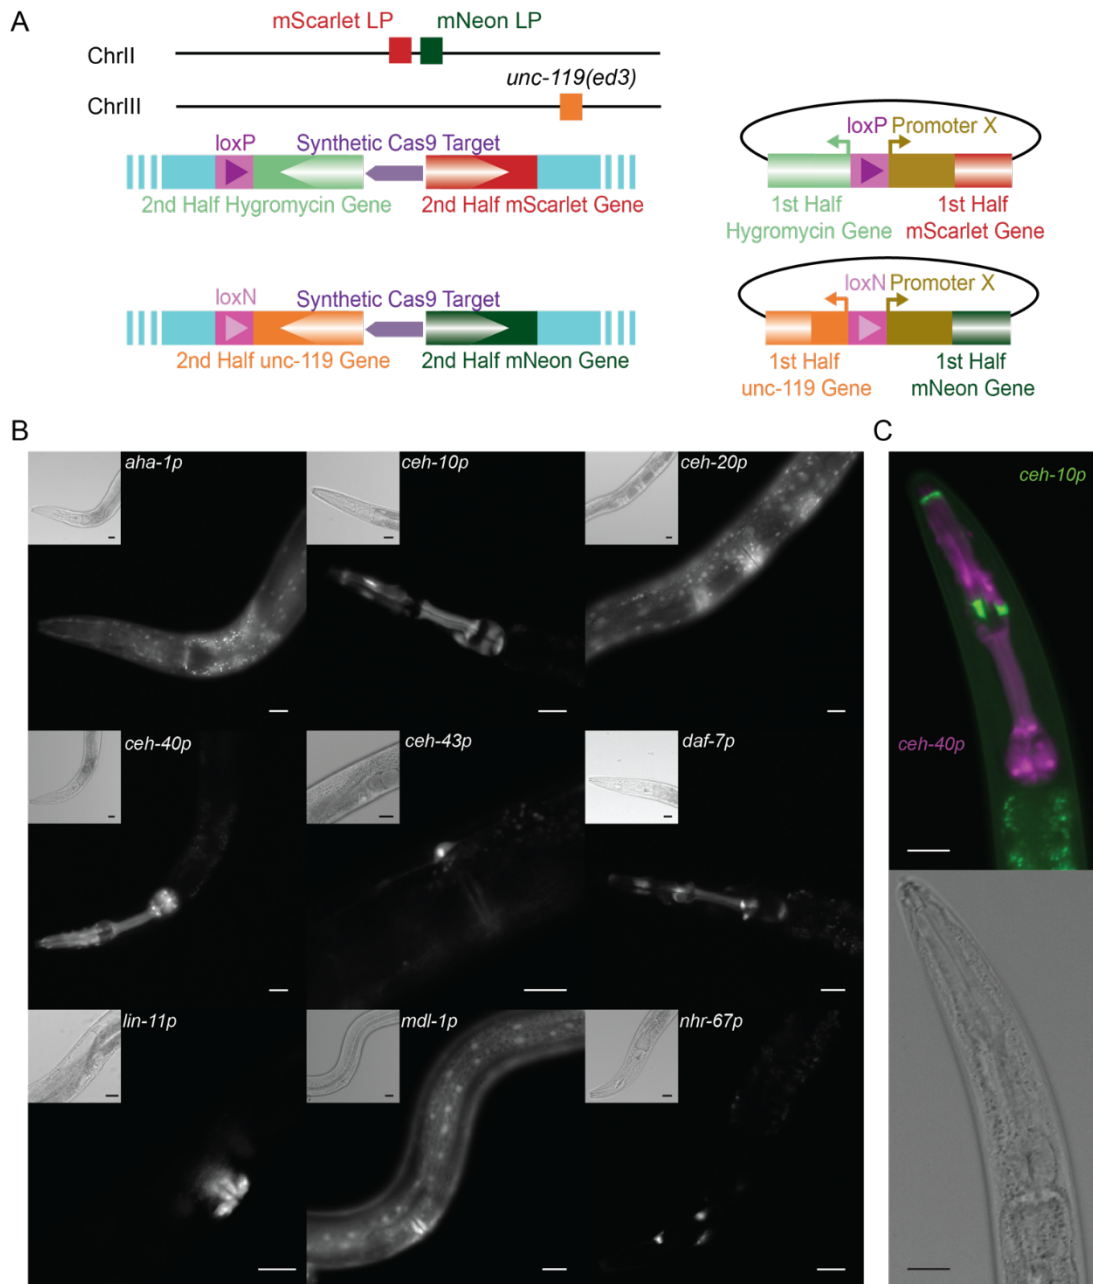 A
mScarlet LP mNeon LP
ChrII
unc-119(ed3)
ChrIII
loxP Synthetic Cas9 Target
2nd Half Hygromycin Gene 2nd Half mScarlet Gene
loxP Promoter X
1st Half 1st Half
Hygromycin Gene mScarlet Gene
loxN Synthetic Cas9 Target
2nd Half unc-119 Gene 2nd Half mNeon Gene
loxN Promoter X
1st Half 1st Half
unc-119 Gene mNeon Gene
B
aha-1p ceh-10p ceh-20p
ceh-40p ceh-43p daf-7p
lin-11p mdl-1p nhr-67p
C
ceh-10p
ceh-40p